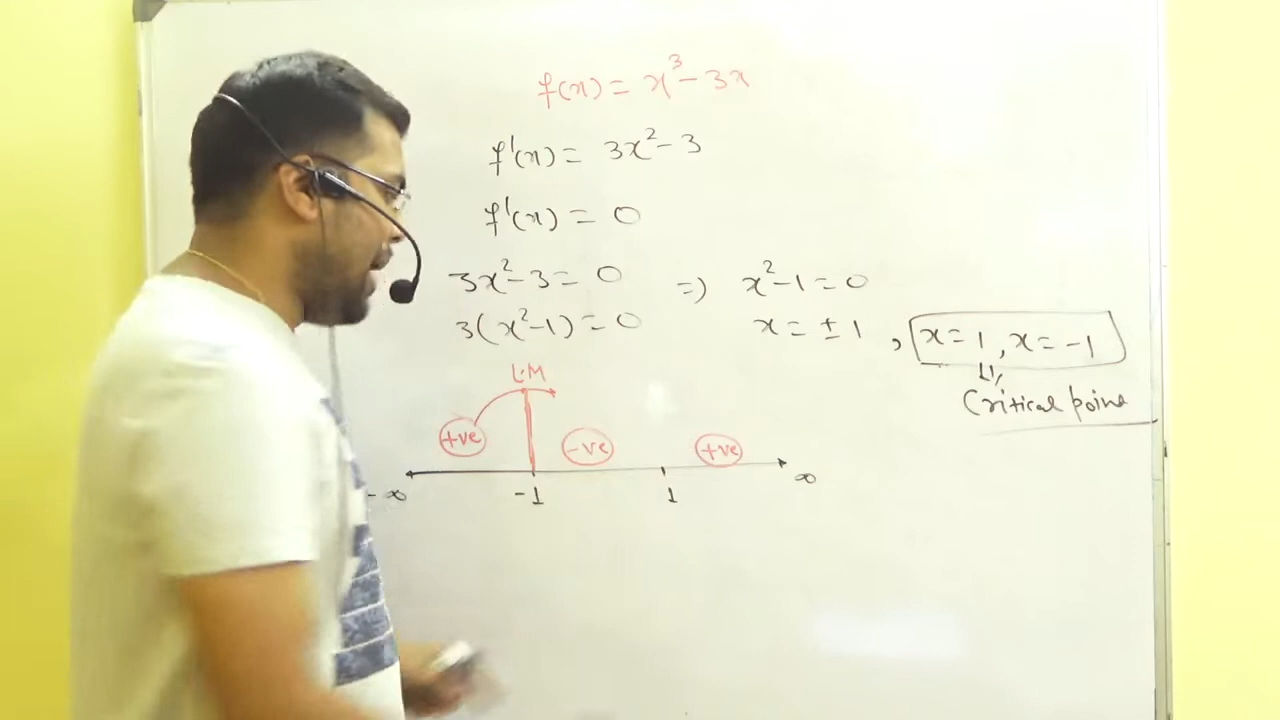 f(x) = x³ - 3x
f'(x) = 3x² - 3
f'(x) = 0
3x² - 3 = 0 => x² - 1 = 0
3(x² - 1) = 0 x = ± 1 , x = 1 , x = -1
Critical point
L.M
+ve -ve +ve
- ∞ -1 1 ∞